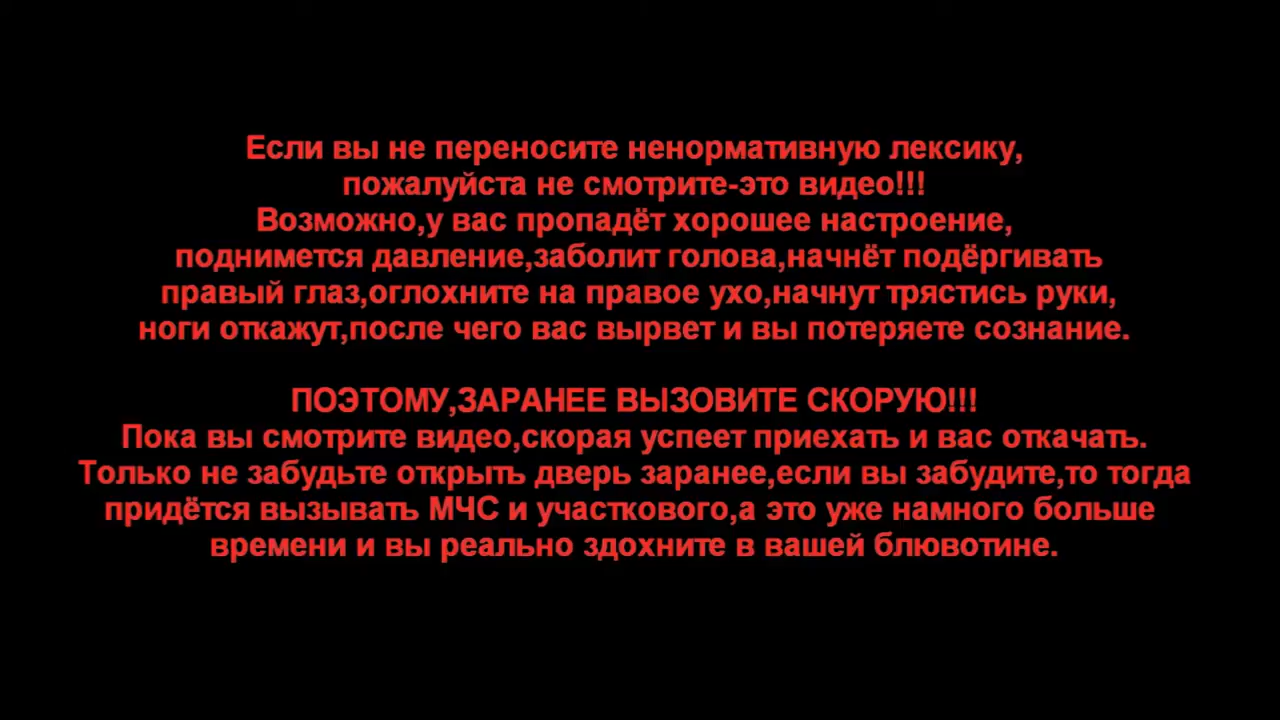 Если вы не переносите ненормативную лексику,
пожалуйста не смотрите-это видео!!!
Возможно,у вас пропадёт хорошее настроение,
поднимется давление,заболит голова,начнёт подёргивать
правый глаз,оглохните на правое ухо,начнут трястись руки,
ноги откажут,после чего вас вырвет и вы потеряете сознание.
ПОЭТОМУ,ЗАРАНЕЕ ВЫЗОВИТЕ СКОРУЮ!!!
Пока вы смотрите видео,скорая успеет приехать и вас откачать.
Только не забудьте открыть дверь заранее,если вы забудите,то тогда
придётся вызывать МЧС и участкового,а это уже намного больше
времени и вы реально здохните в вашей блювотине.